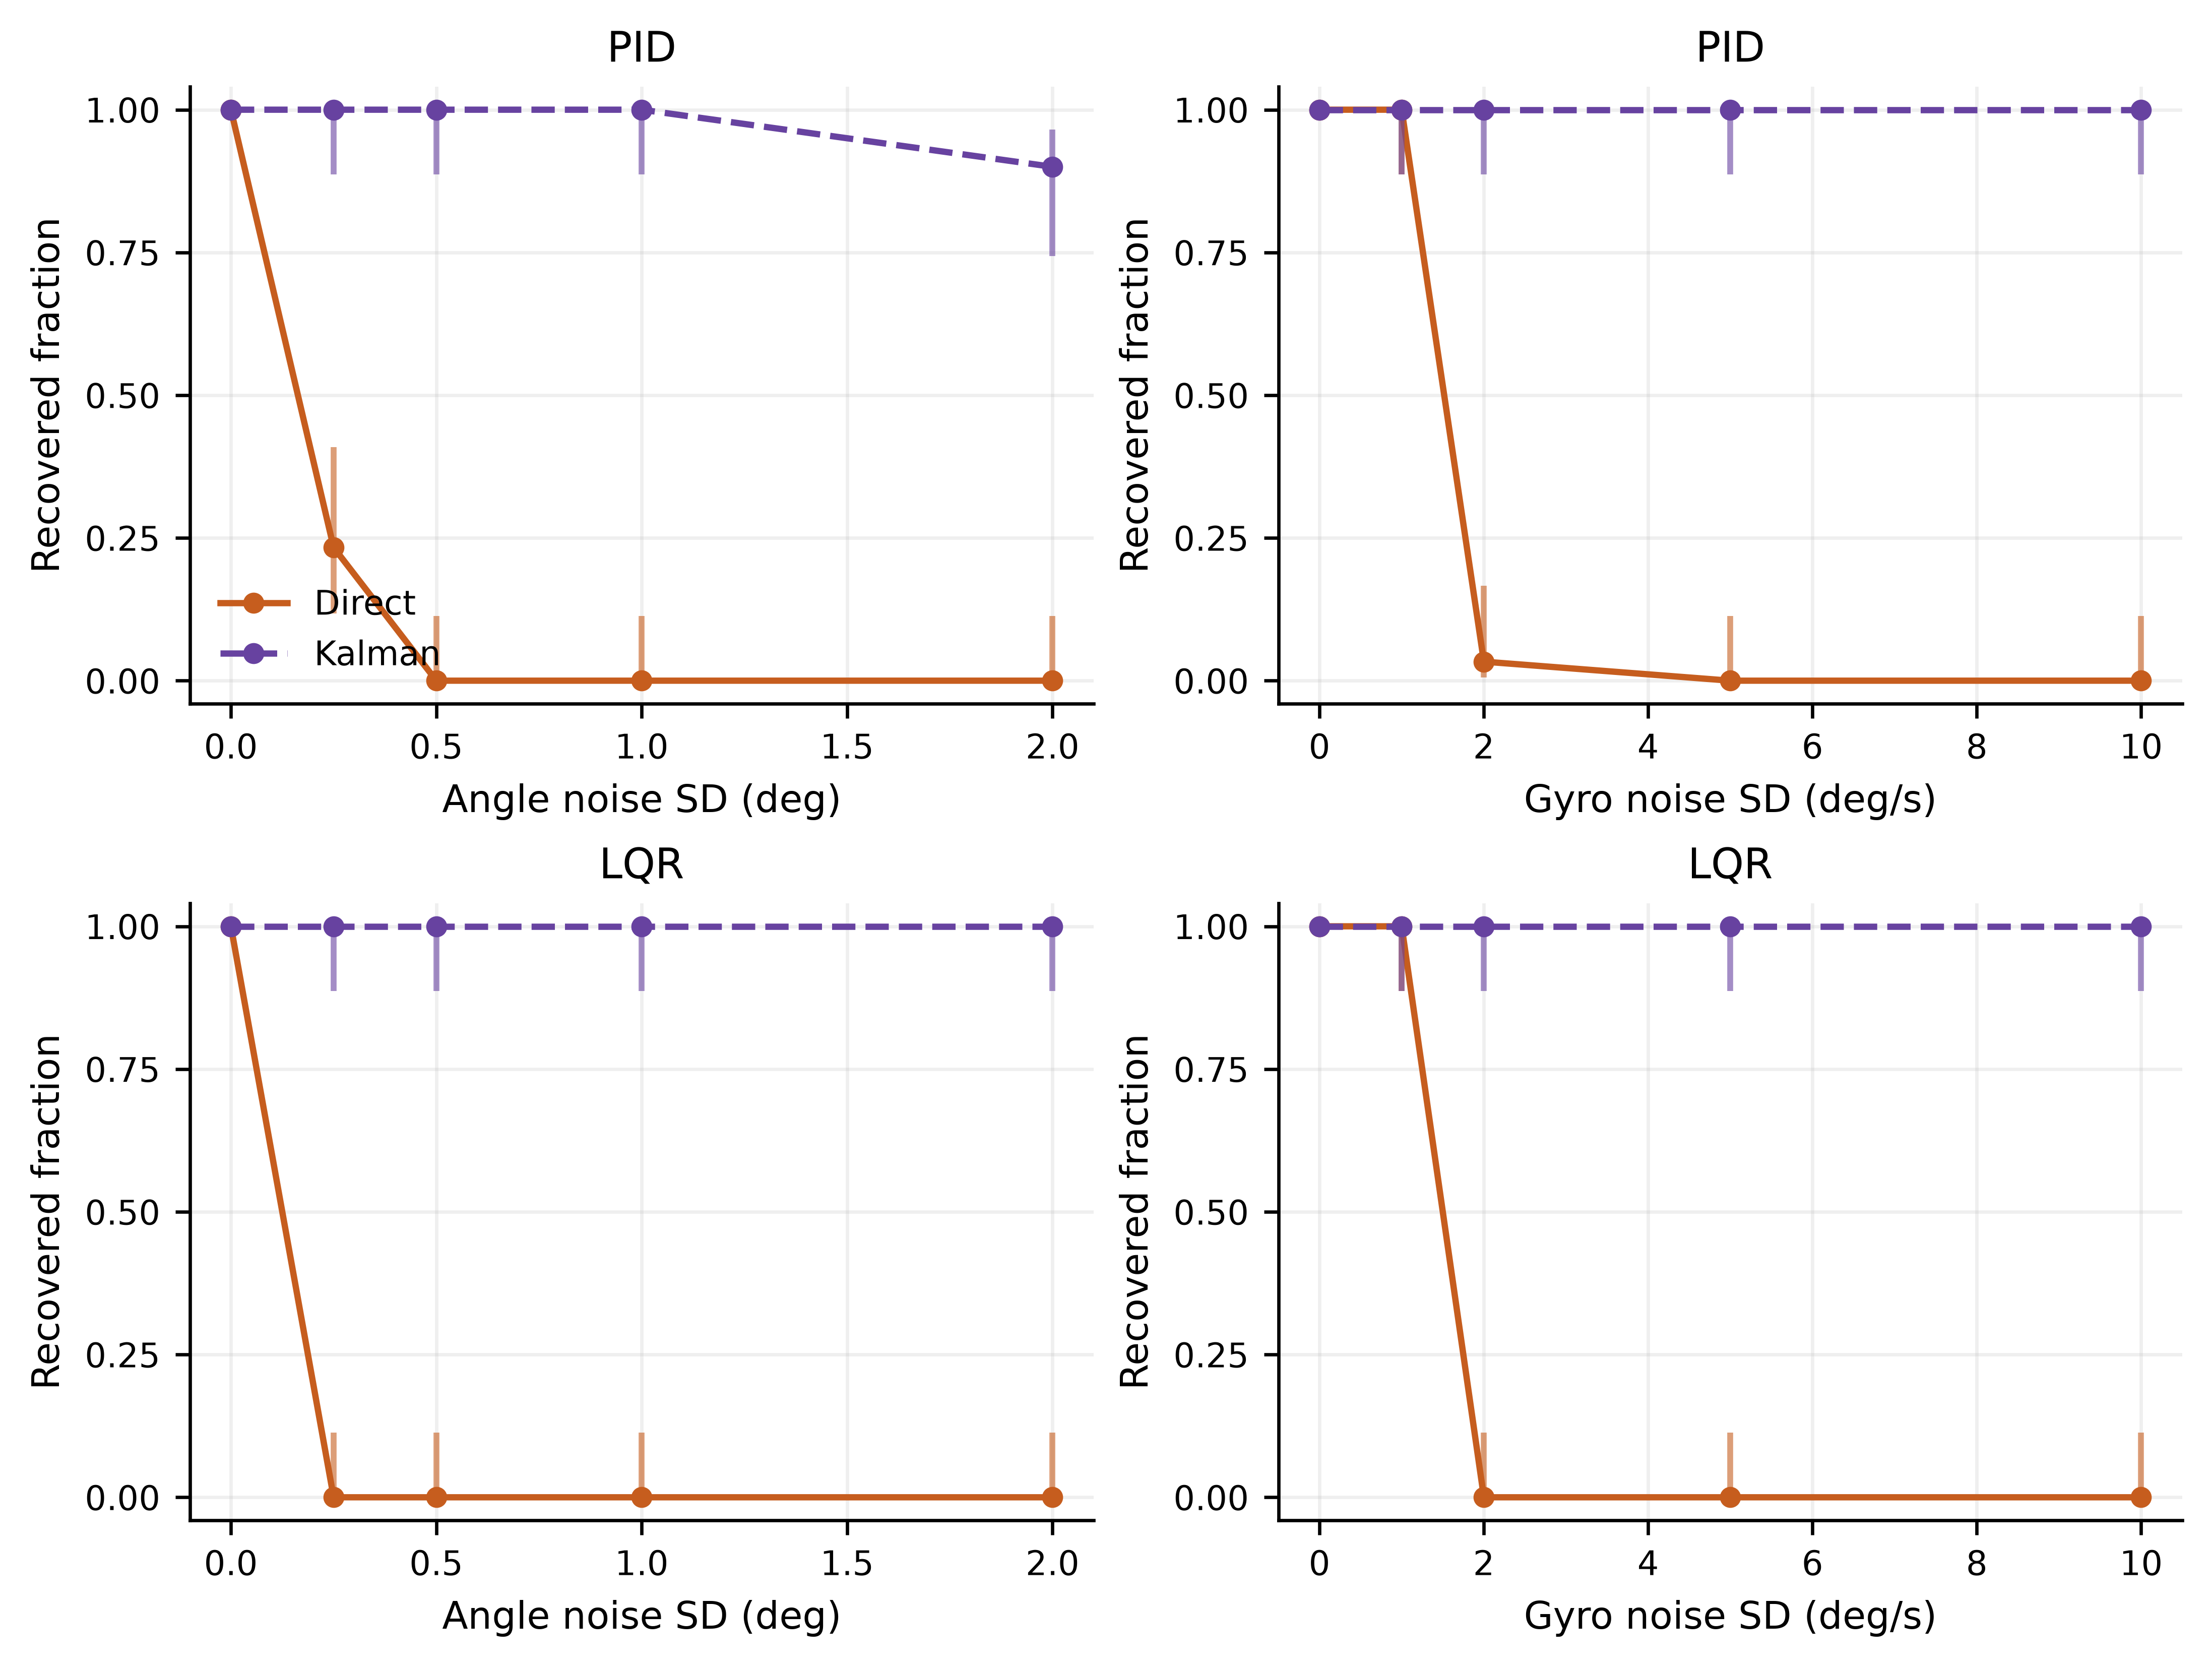 PID
1.00
0.75
0.50
0.25
0.00
Recovered fraction
Direct
Kalman
0.0 0.5 1.0 1.5 2.0
Angle noise SD (deg)
PID
1.00
0.75
0.50
0.25
0.00
Recovered fraction
0 2 4 6 8 10
Gyro noise SD (deg/s)
LQR
1.00
0.75
0.50
0.25
0.00
Recovered fraction
0.0 0.5 1.0 1.5 2.0
Angle noise SD (deg)
LQR
1.00
0.75
0.50
0.25
0.00
Recovered fraction
0 2 4 6 8 10
Gyro noise SD (deg/s)